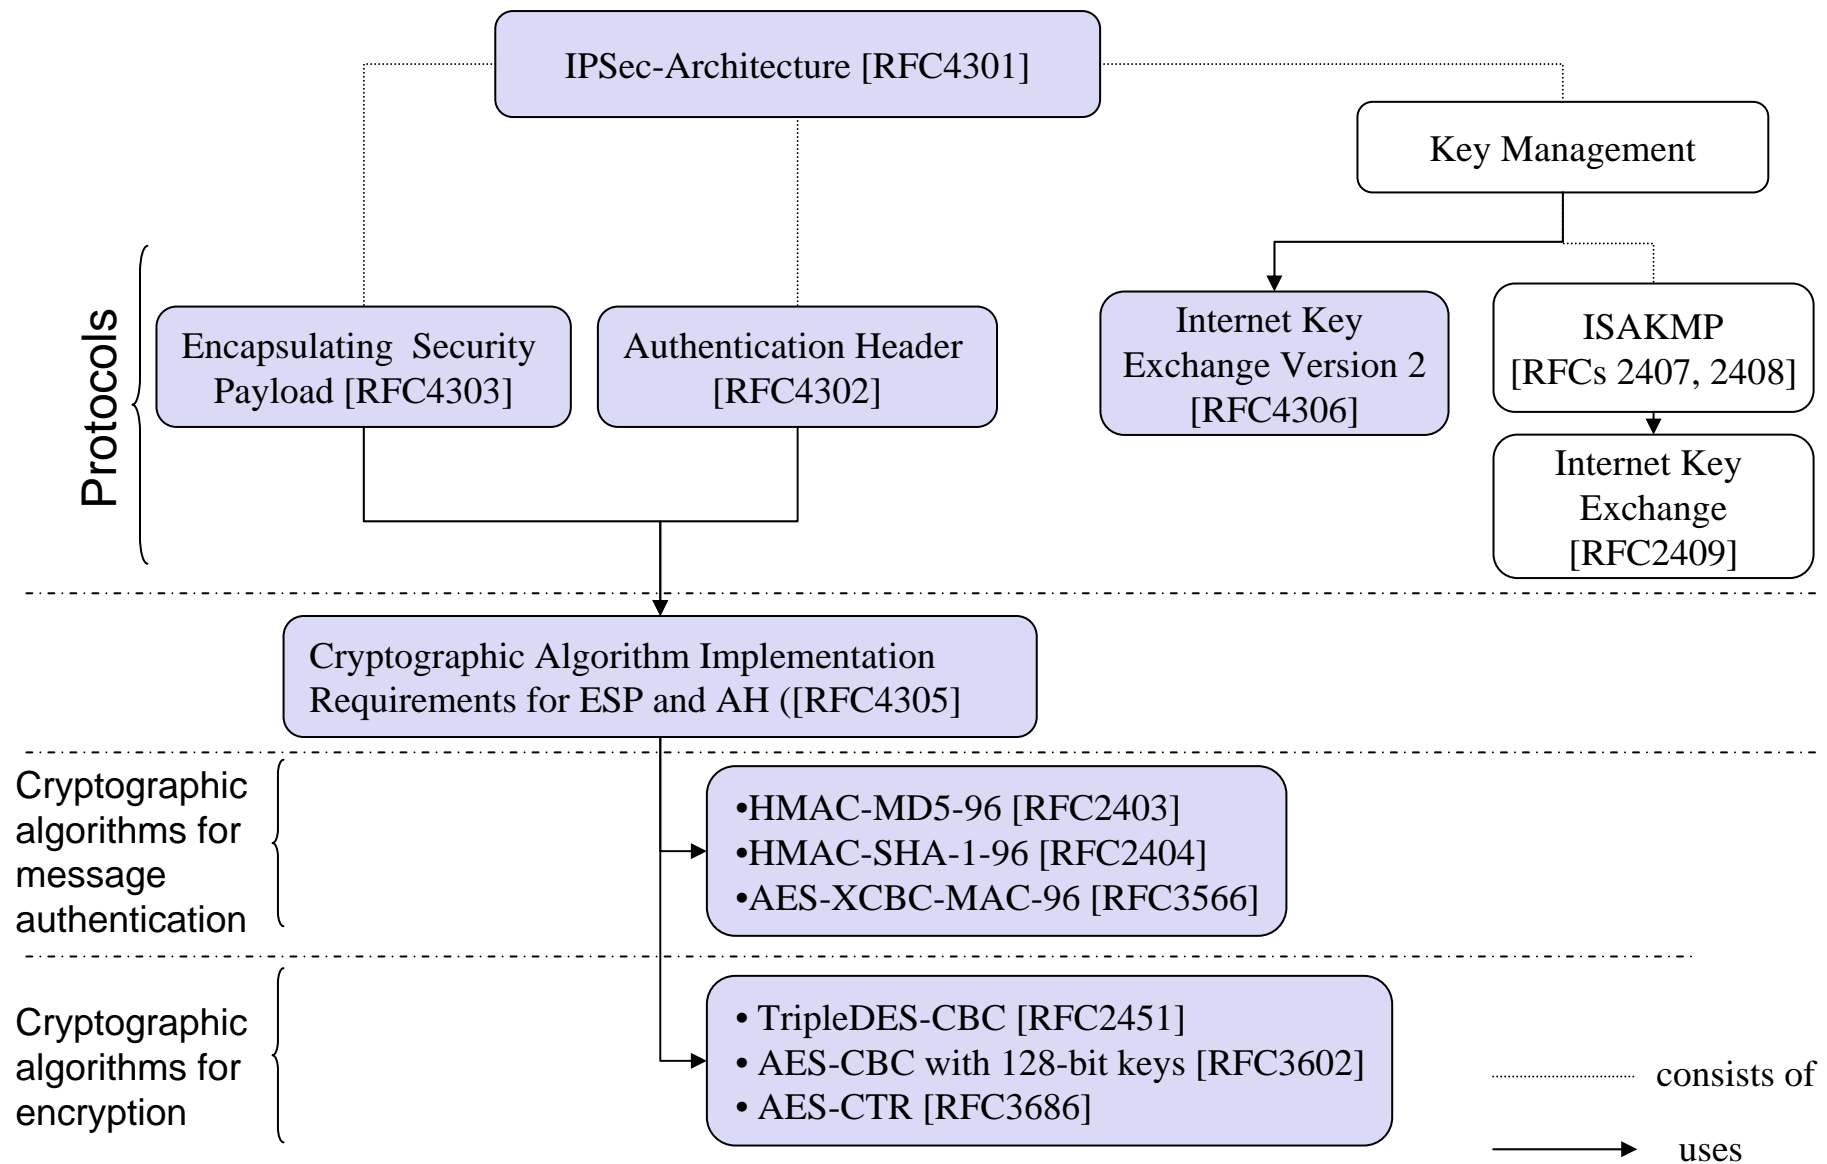 IPSec-Architecture [RFC4301]
Key Management
Protocols
Encapsulating Security
Payload [RFC4303]
Authentication Header
[RFC4302]
Internet Key
Exchange Version 2
[RFC4306]
ISAKMP
[RFCs 2407, 2408]
Internet Key
Exchange
[RFC2409]
Cryptographic Algorithm Implementation
Requirements for ESP and AH ([RFC4305]
Cryptographic
algorithms for
message
authentication
•HMAC-MD5-96 [RFC2403]
•HMAC-SHA-1-96 [RFC2404]
•AES-XCBC-MAC-96 [RFC3566]
Cryptographic
algorithms for
encryption
• TripleDES-CBC [RFC2451]
• AES-CBC with 128-bit keys [RFC3602]
• AES-CTR [RFC3686]
consists of
uses